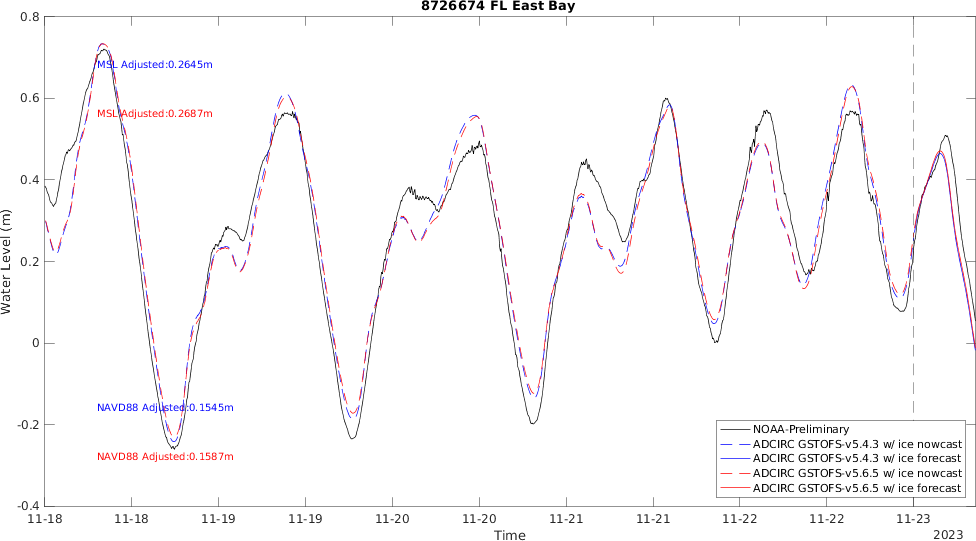 8726674 FL East Bay
0.8
0.6
0.4
0.2
0
-0.2
-0.4
Water Level (m)
MSL Adjusted:0.2645m
MSL Adjusted:0.2687m
NAVD88 Adjusted:0.1545m
NAVD88 Adjusted:0.1587m
NOAA-Preliminary
ADCIRC GSTOFS-v5.4.3 w/ ice nowcast
ADCIRC GSTOFS-v5.4.3 w/ ice forecast
ADCIRC GSTOFS-v5.6.5 w/ ice nowcast
ADCIRC GSTOFS-v5.6.5 w/ ice forecast
11-18 11-18 11-19 11-19 11-20 11-20 11-21 11-21 11-22 11-22 11-23
Time
2023